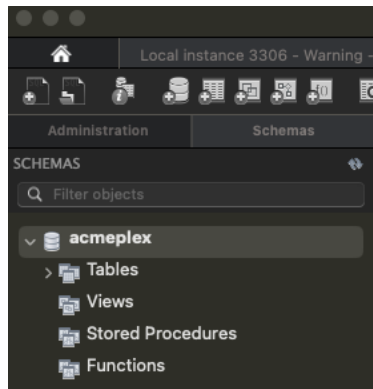 Local instance 3306 - Warning -
Administration Schemas
SCHEMAS
Filter objects
acmeplex
Tables
Views
Stored Procedures
Functions